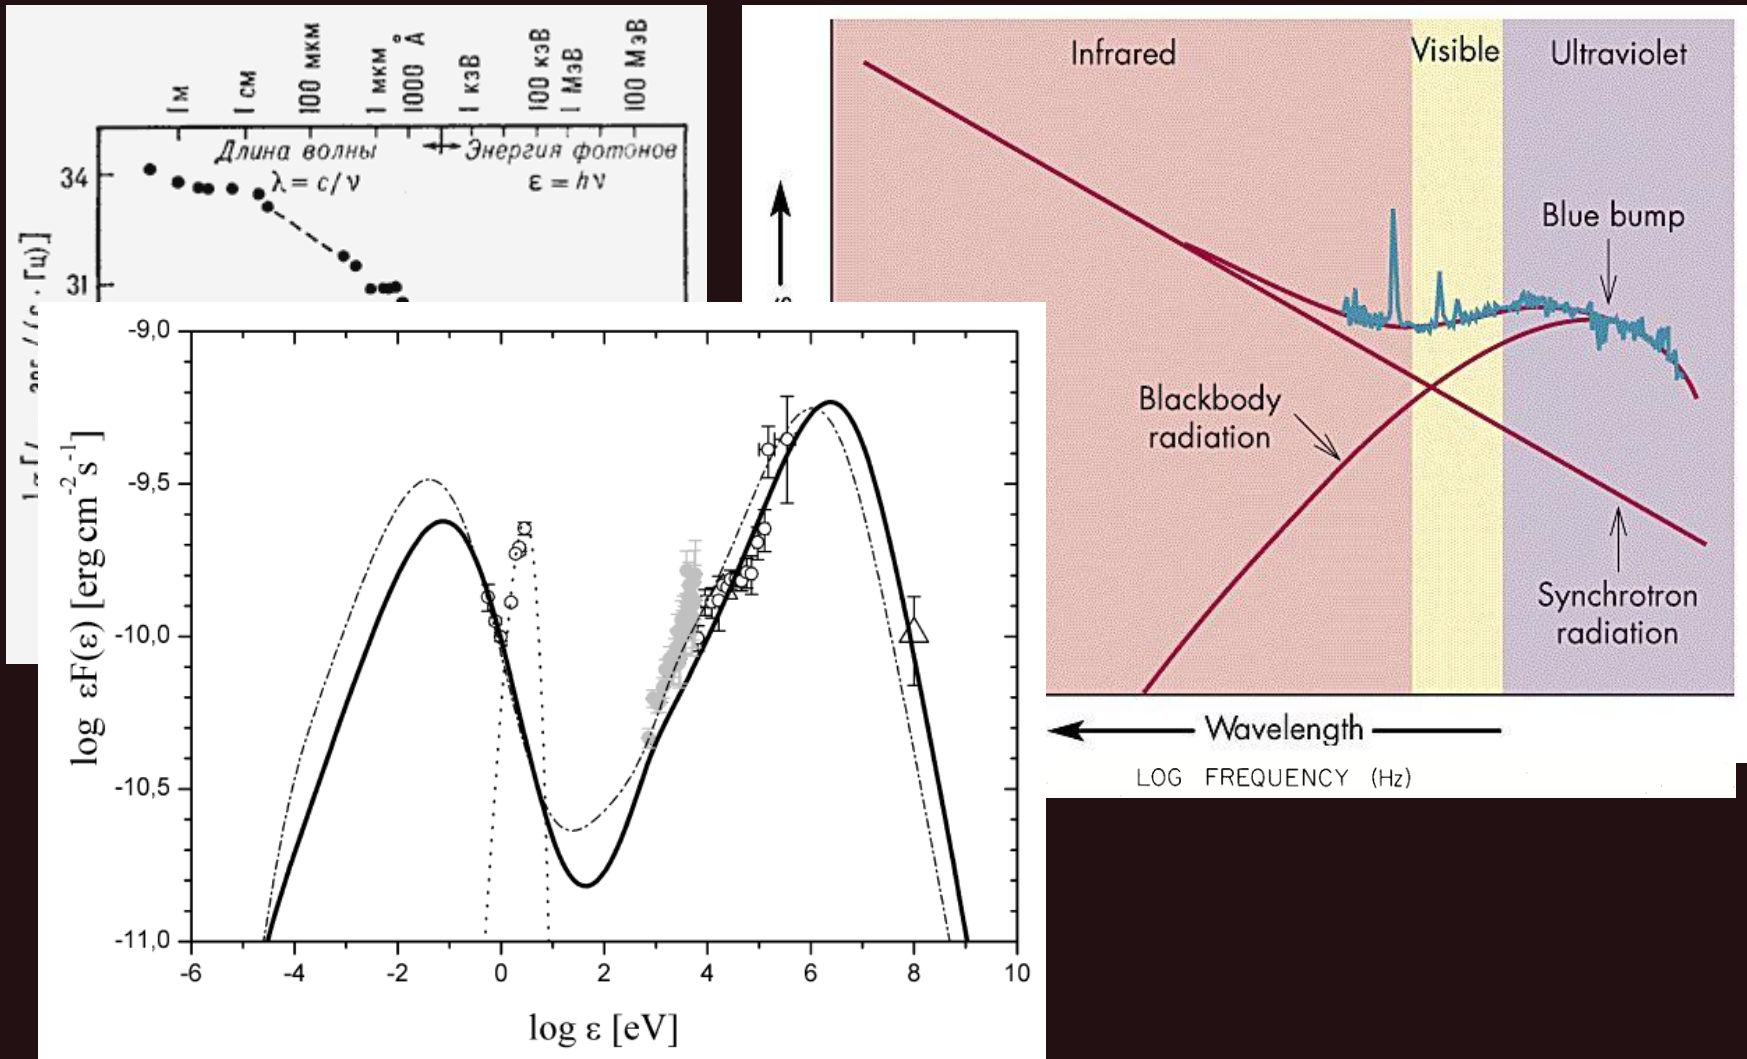 1 м
1 см
100 мкм
1 мкм
1000 Å
1 кэВ
100 кэВ
1 МэВ
100 МэВ
Длина волны
λ = c/ν
Энергия фотонов
ε = hν
34
31
Infrared
Visible
Ultraviolet
Blue bump
Blackbody
radiation
Synchrotron
radiation
Wavelength
LOG FREQUENCY (Hz)
log εF(ε) [erg cm⁻²s⁻¹]
-9,0
-9,5
-10,0
-10,5
-11,0
-6 -4 -2 0 2 4 6 8 10
log ε [eV]